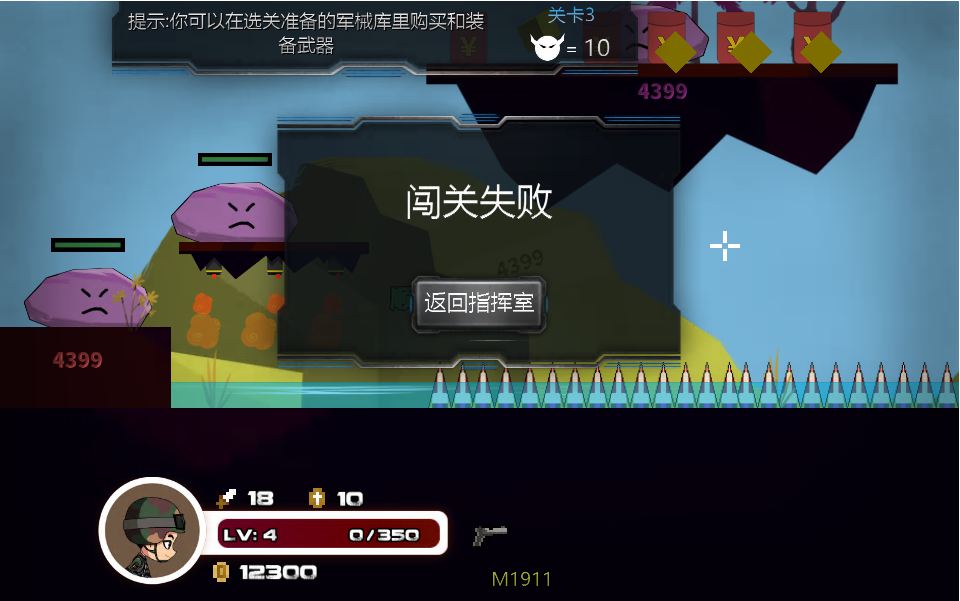 提示:你可以在选关准备的军械库里购买和装
备武器
关卡3
= 10
¥
¥
¥
¥
4399
闯关失败
4399
返回指挥室
4399
18
10
LV: 4
0/350
12300
M1911